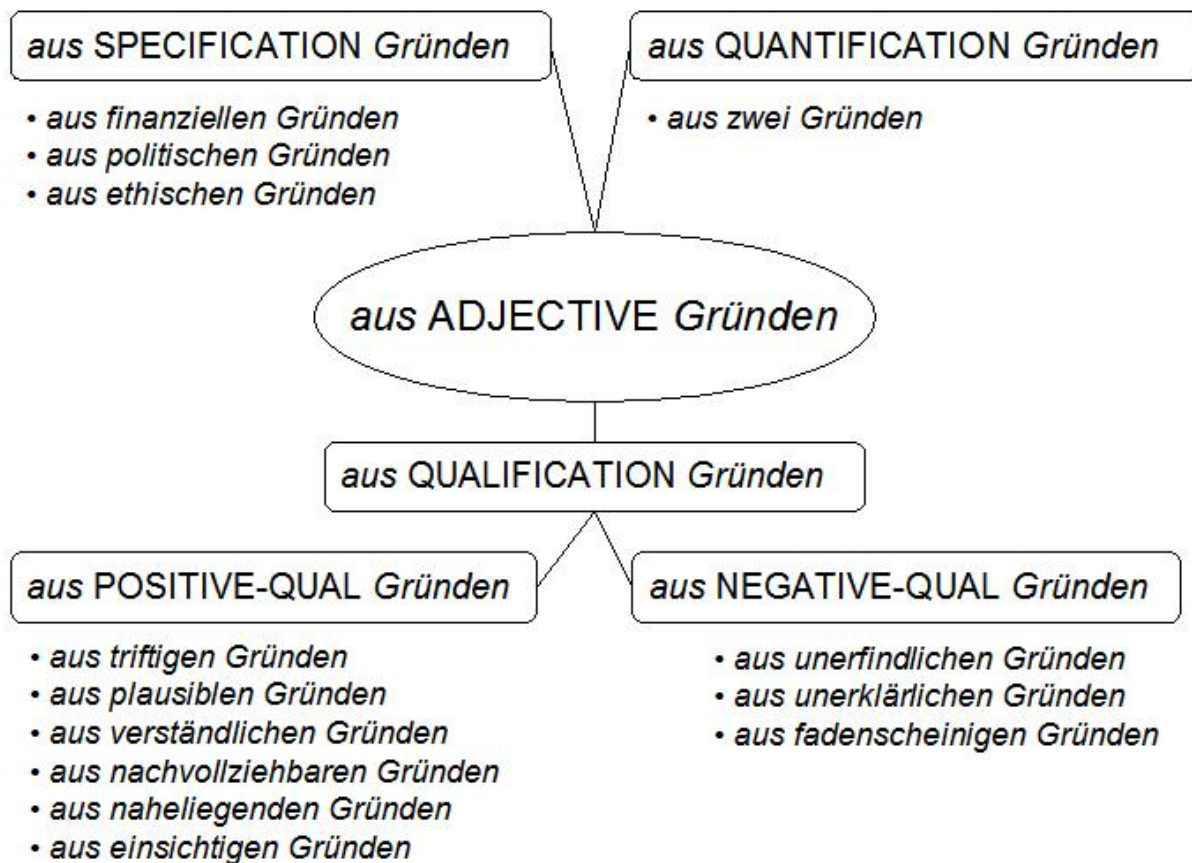 aus SPECIFICATION Gründen
• aus finanziellen Gründen
• aus politischen Gründen
• aus ethischen Gründen
aus QUANTIFICATION Gründen
• aus zwei Gründen
aus ADJECTIVE Gründen
aus QUALIFICATION Gründen
aus POSITIVE-QUAL Gründen
• aus triftigen Gründen
• aus plausiblen Gründen
• aus verständlichen Gründen
• aus nachvollziehbaren Gründen
• aus naheliegenden Gründen
• aus einsichtigen Gründen
aus NEGATIVE-QUAL Gründen
• aus unerfindlichen Gründen
• aus unerklärlichen Gründen
• aus fadenscheinigen Gründen